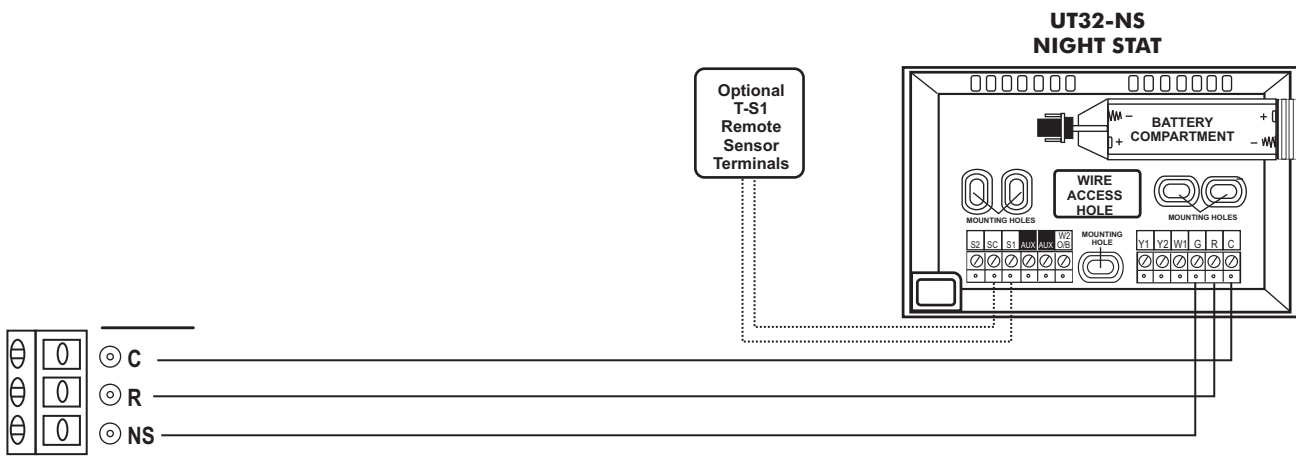 UT32-NS
NIGHT STAT
Optional
T-S1
Remote
Sensor
Terminals
– +
BATTERY
COMPARTMENT
+ –
WIRE
ACCESS
HOLE
MOUNTING HOLES
MOUNTING HOLES
S2 SC S1 AUX AUX W2 O/B
MOUNTING
HOLE
Y1 Y2 W1 G R C
C
R
NS